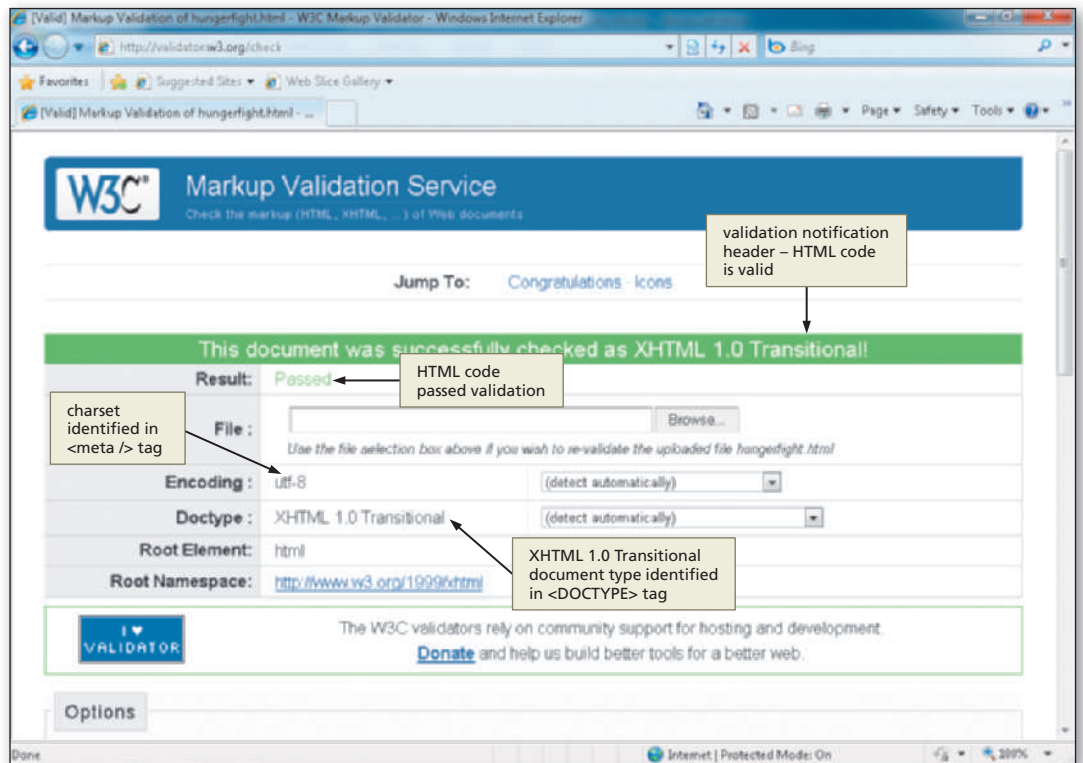 [Valid] Markup Validation of hungerfight.html - W3C Markup Validator - Windows Internet Explorer
http://validator.w3.org/check
Bing
Favorites Suggested Sites Web Slice Gallery
[Valid] Markup Validation of hungerfight.html - ...
Page Safety Tools
W3C®
Markup Validation Service
Check the markup (HTML, XHTML, ...) of Web documents
validation notification
header – HTML code
is valid
Jump To: Congratulations · Icons
This document was successfully checked as XHTML 1.0 Transitional!
Result: Passed
HTML code
passed validation
charset
identified in
<meta /> tag
File : Browse...
Use the file selection box above if you wish to re-validate the uploaded file hungerfight.html
Encoding : utf-8 (detect automatically)
Doctype : XHTML 1.0 Transitional (detect automatically)
Root Element: html
XHTML 1.0 Transitional
document type identified
in <DOCTYPE> tag
Root Namespace: http://www.w3.org/1999/xhtml
I ♥
VALIDATOR
The W3C validators rely on community support for hosting and development.
Donate and help us build better tools for a better web.
Options
Done
Internet | Protected Mode: On
100%